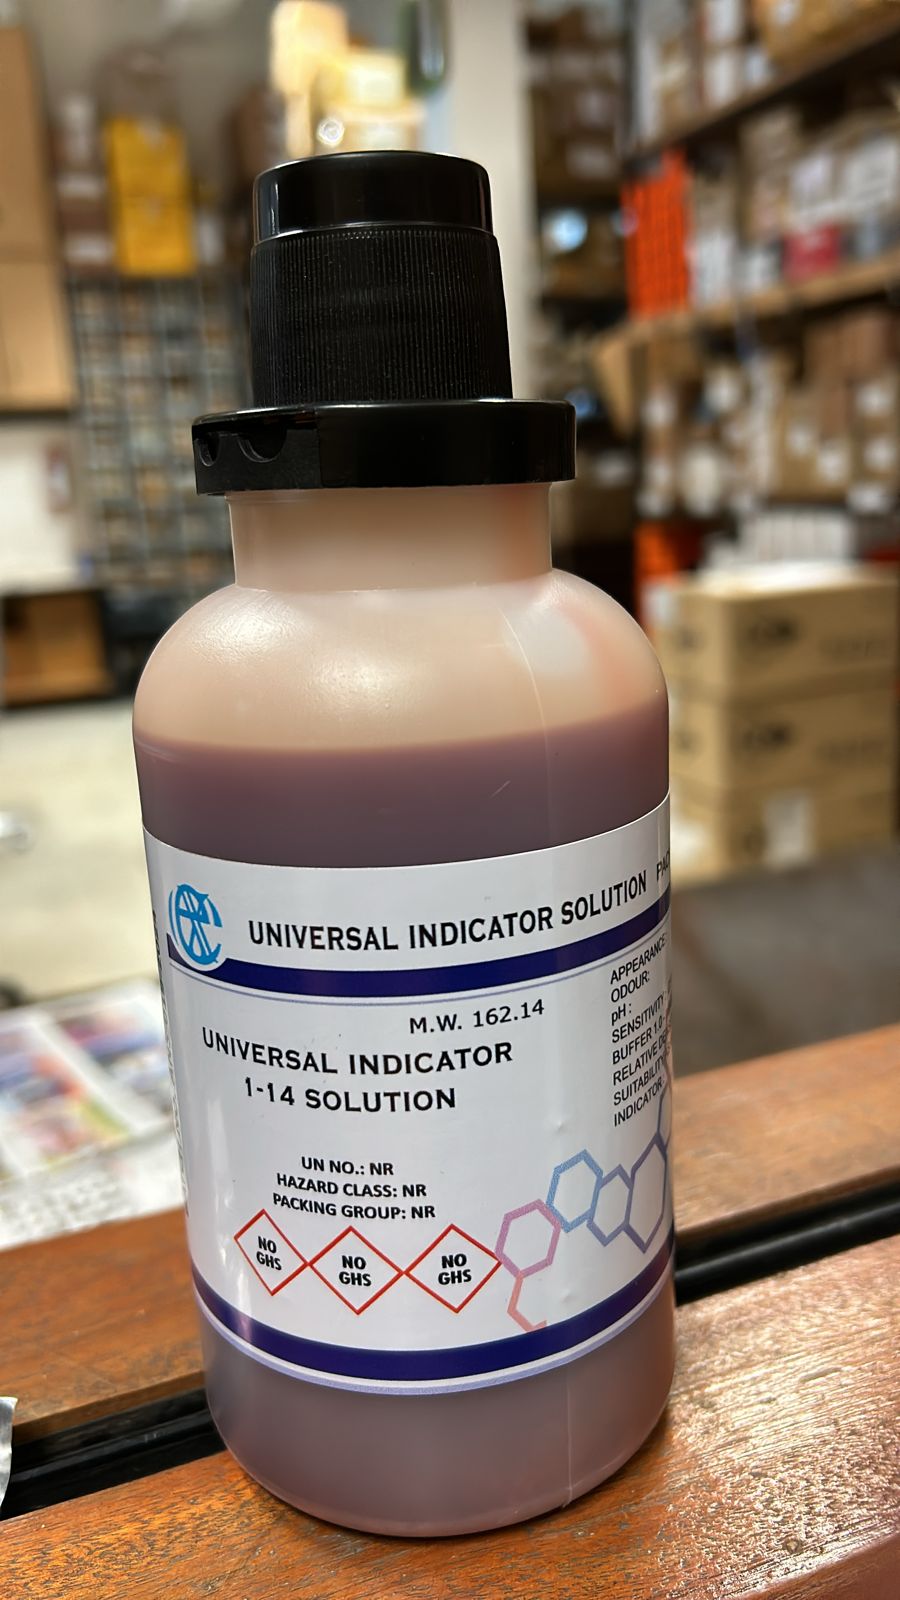 UNIVERSAL INDICATOR SOLUTION
M.W. 162.14
UNIVERSAL INDICATOR
1-14 SOLUTION
UN NO.: NR
HAZARD CLASS: NR
PACKING GROUP: NR
NO
GHS
NO
GHS
NO
GHS
APPEARANCE:
ODOUR:
pH :
SENSITIVITY
BUFFER 1.0
RELATIVE
SUITABILITY
INDICATOR